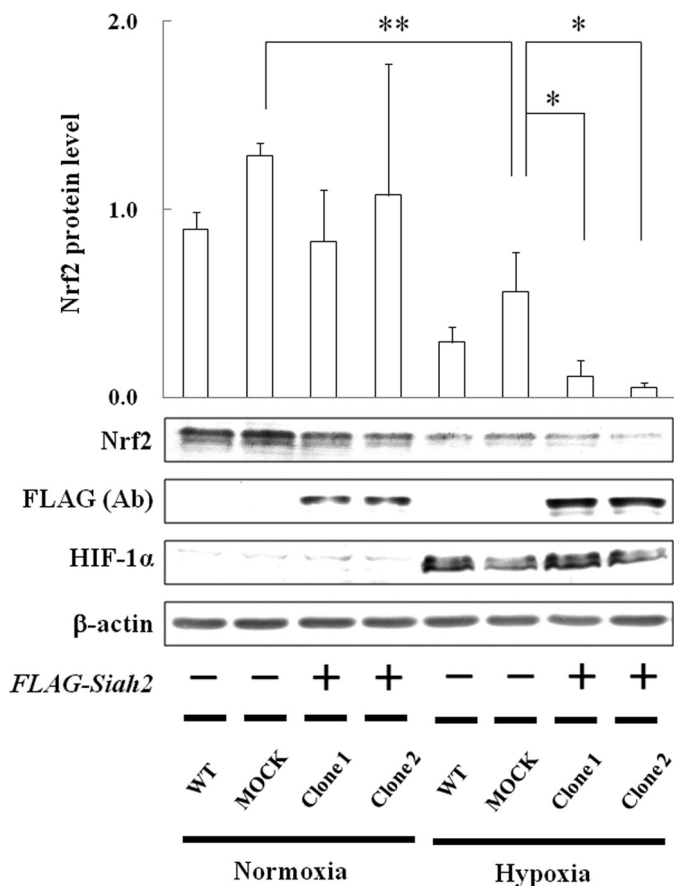 2.0
**
*
*
Nrf2 protein level
1.0
0.0
Nrf2
FLAG (Ab)
HIF-1α
β-actin
FLAG-Siah2 − − + + − − + +
WT MOCK Clone1 Clone2 WT MOCK Clone1 Clone2
Normoxia Hypoxia